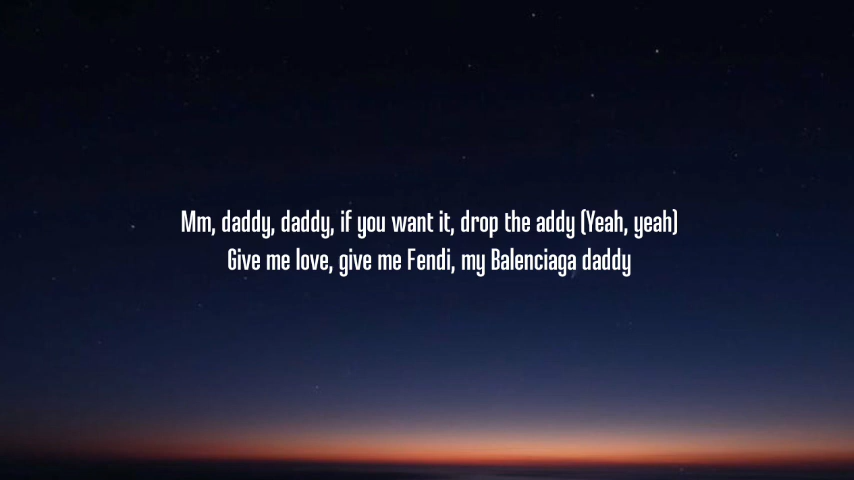 Mm, daddy, daddy, if you want it, drop the addy (Yeah, yeah)
Give me love, give me Fendi, my Balenciaga daddy